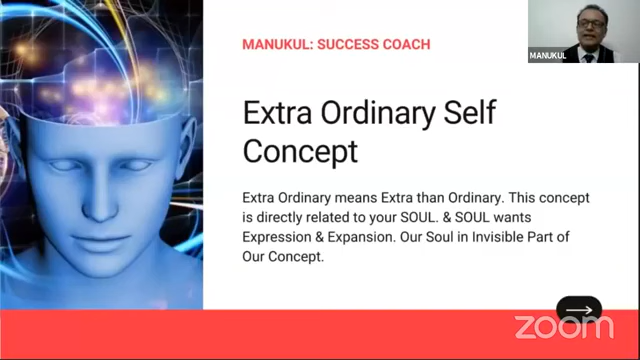 MANUKUL: SUCCESS COACH
MANUKUL
Extra Ordinary Self
Concept
Extra Ordinary means Extra than Ordinary. This concept
is directly related to your SOUL. & SOUL wants
Expression & Expansion. Our Soul in Invisible Part of
Our Concept.
zoom